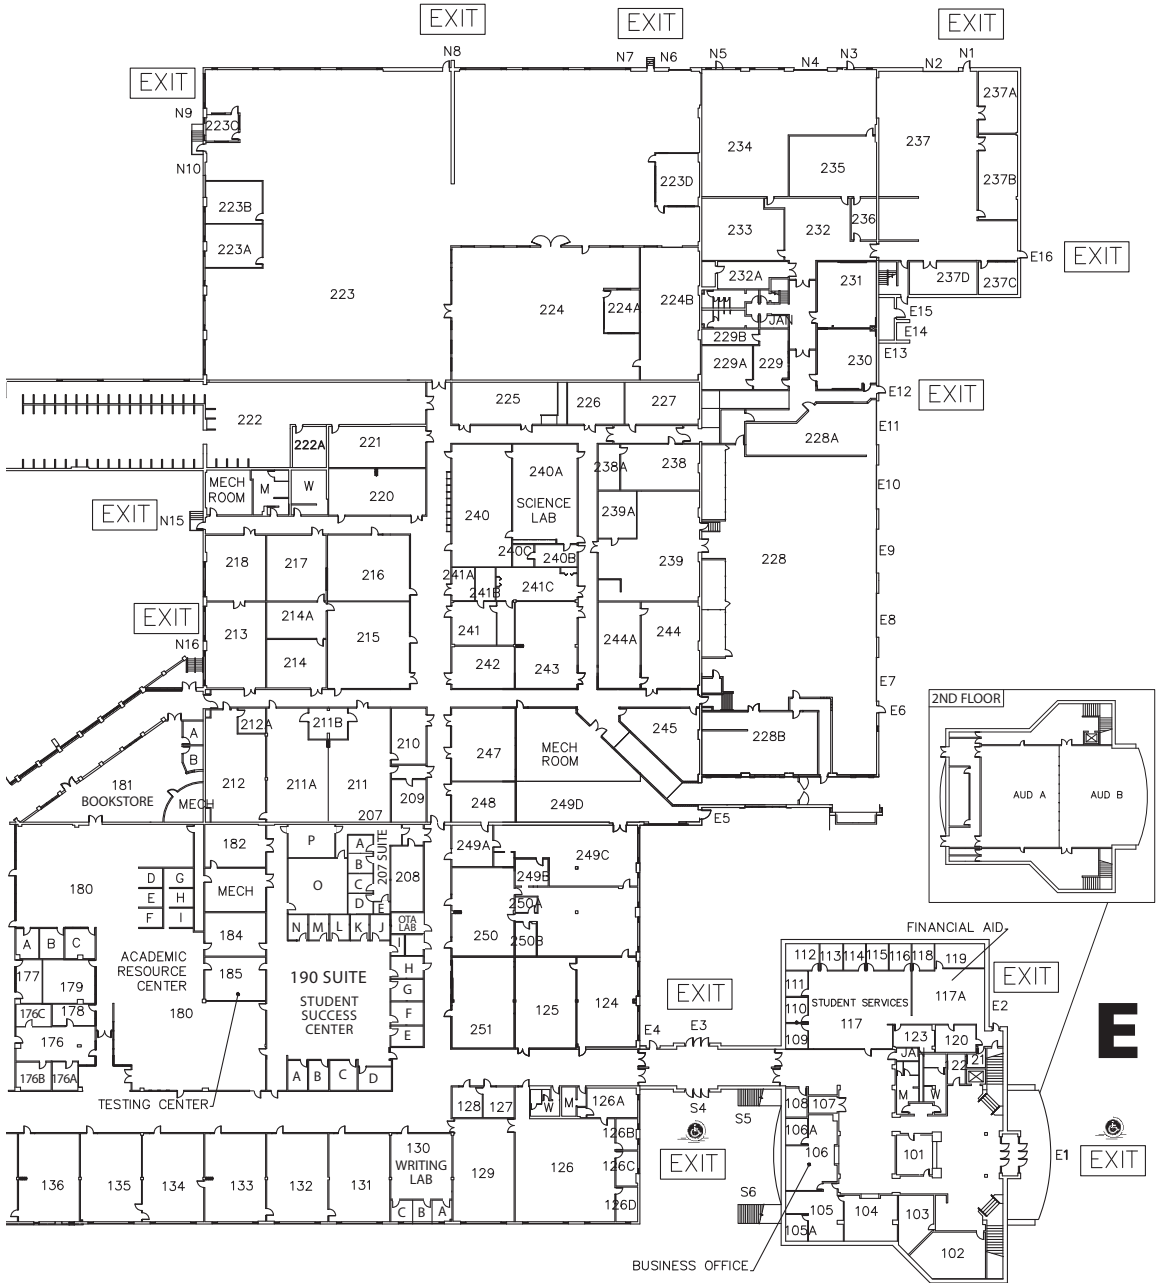 EXIT
EXIT
EXIT
N8
N7
N6
N5
N4
N3
N2
N1
EXIT
237A
N9
223C
234
237
235
N10
223D
237B
223B
236
233
232
223A
EXIT
E16
232A
231
237D
237C
223
224A
224B
224
E15
JAN
E14
229B
E13
229A
229
230
E12
EXIT
225
226
227
222
E11
221
228A
222A
238A
238
240A
MECH
ROOM
M
W
E10
220
SCIENCE
LAB
EXIT
N15
240
239A
240C
240B
E9
218
217
239
228
216
241A
241B
241C
EXIT
214A
E8
213
215
241
244A
244
N16
214
242
243
E7
E6
2ND FLOOR
212A
211B
A
245
210
228B
B
247
MECH
ROOM
181
BOOKSTORE
212
211A
211
AUD A
AUD B
MECH
209
248
249D
207
E5
182
P
A
207 SUITE
249A
249C
B
D
G
O
C
208
249B
180
E
H
MECH
D
E
250A
F
I
N
M
L
K
J
OTA
LAB
FINANCIAL AID
184
250
250B
A
B
C
I
ACADEMIC
RESOURCE
CENTER
112
113
114
115
116
118
119
177
185
190 SUITE
H
EXIT
179
111
G
EXIT
117A
STUDENT
SUCCESS
CENTER
STUDENT SERVICES
176C
178
180
F
125
124
110
E2
117
176
251
E
E4
E3
109
123
120
E
JA
21
122
176B
176A
A
B
C
D
M
W
TESTING CENTER
128
127
W
M
126A
S4
108
107
S5
126B
106A
130
WRITING
LAB
E1
EXIT
106
101
EXIT
126C
136
135
134
133
132
131
129
126
S6
126D
C
B
A
105
104
103
105A
102
BUSINESS OFFICE